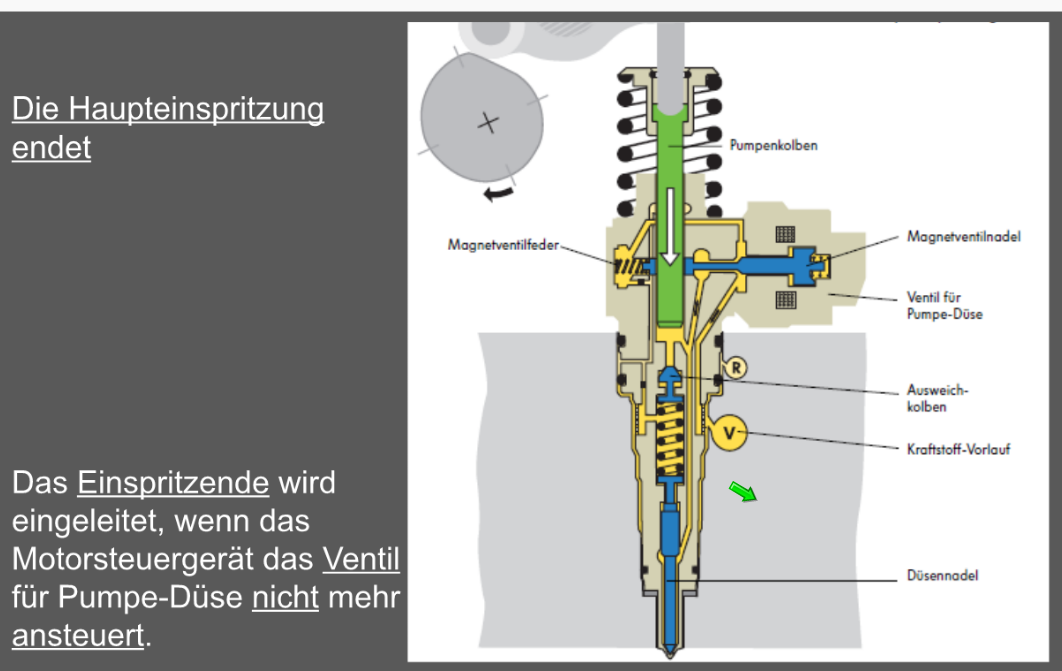 Die Haupteinspritzung
endet
Pumpenkolben
Magnetventilfeder
Magnetventilnadel
Ventil für
Pumpe-Düse
R
Ausweich-
kolben
V
Kraftstoff-Vorlauf
Das Einspritzende wird
eingeleitet, wenn das
Motorsteuergerät das Ventil
für Pumpe-Düse nicht mehr
ansteuert.
Düsennadel